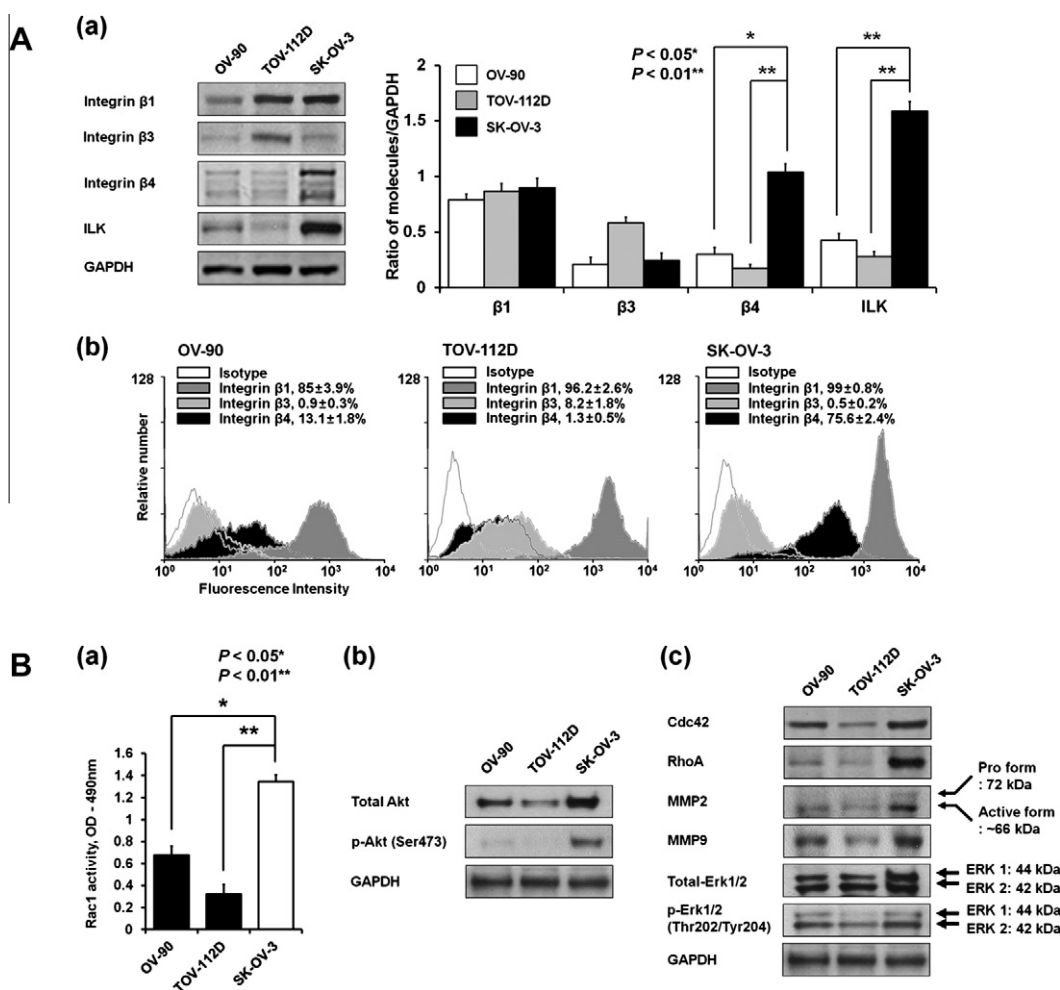 A
(a)
OV-90 TOV-112D SK-OV-3
Integrin β1
Integrin β3
Integrin β4
ILK
GAPDH
P < 0.05*
P < 0.01**
* ** ** **
OV-90
TOV-112D
SK-OV-3
Ratio of molecules/GAPDH
2
1.5
1
0.5
0
β1 β3 β4 ILK
(b)
OV-90
Isotype
Integrin β1, 85±3.9%
Integrin β3, 0.9±0.3%
Integrin β4, 13.1±1.8%
128
Relative number
10⁰ 10¹ 10² 10³ 10⁴
Fluorescence Intensity
TOV-112D
Isotype
Integrin β1, 96.2±2.6%
Integrin β3, 8.2±1.8%
Integrin β4, 1.3±0.5%
128
10⁰ 10¹ 10² 10³ 10⁴
SK-OV-3
Isotype
Integrin β1, 99±0.8%
Integrin β3, 0.5±0.2%
Integrin β4, 75.6±2.4%
128
10⁰ 10¹ 10² 10³ 10⁴
B
(a)
P < 0.05*
P < 0.01**
*
**
Rac1 activity, OD - 490nm
1.6
1.4
1.2
1
0.8
0.6
0.4
0.2
0
OV-90 TOV-112D SK-OV-3
(b)
OV-90 TOV-112D SK-OV-3
Total Akt
p-Akt (Ser473)
GAPDH
(c)
OV-90 TOV-112D SK-OV-3
Cdc42
RhoA
MMP2
Pro form
: 72 kDa
Active form
: ~66 kDa
MMP9
Total-Erk1/2
ERK 1: 44 kDa
ERK 2: 42 kDa
p-Erk1/2
(Thr202/Tyr204)
ERK 1: 44 kDa
ERK 2: 42 kDa
GAPDH